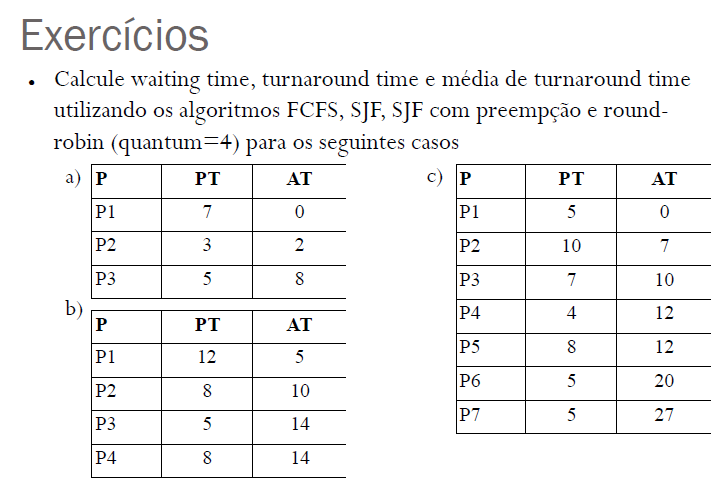 Exercícios
• Calcule waiting time, turnaround time e média de turnaround time
utilizando os algoritmos FCFS, SJF, SJF com preempção e round-
robin (quantum=4) para os seguintes casos
a) P PT AT
P1 7 0
P2 3 2
P3 5 8
b) P PT AT
P1 12 5
P2 8 10
P3 5 14
P4 8 14
c) P PT AT
P1 5 0
P2 10 7
P3 7 10
P4 4 12
P5 8 12
P6 5 20
P7 5 27